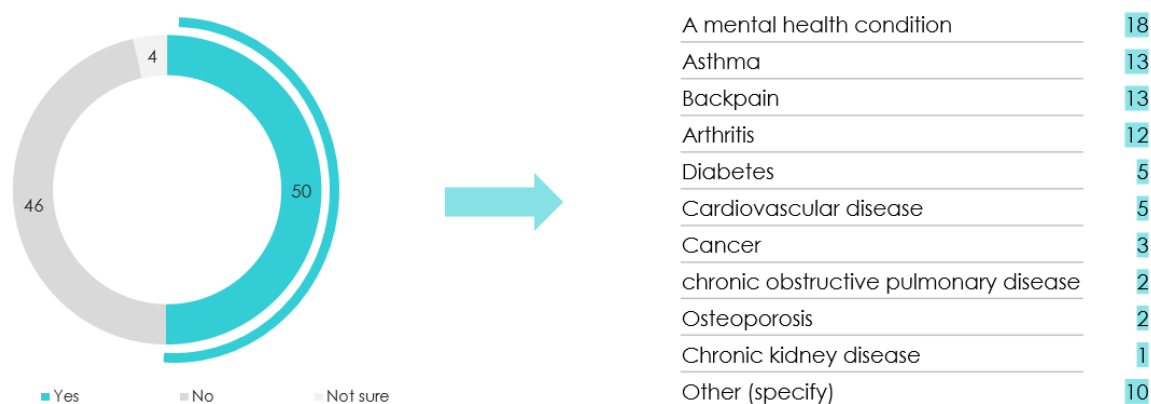 4
50
46
Yes No Not sure
A mental health condition 18
Asthma 13
Backpain 13
Arthritis 12
Diabetes 5
Cardiovascular disease 5
Cancer 3
chronic obstructive pulmonary disease 2
Osteoporosis 2
Chronic kidney disease 1
Other (specify) 10